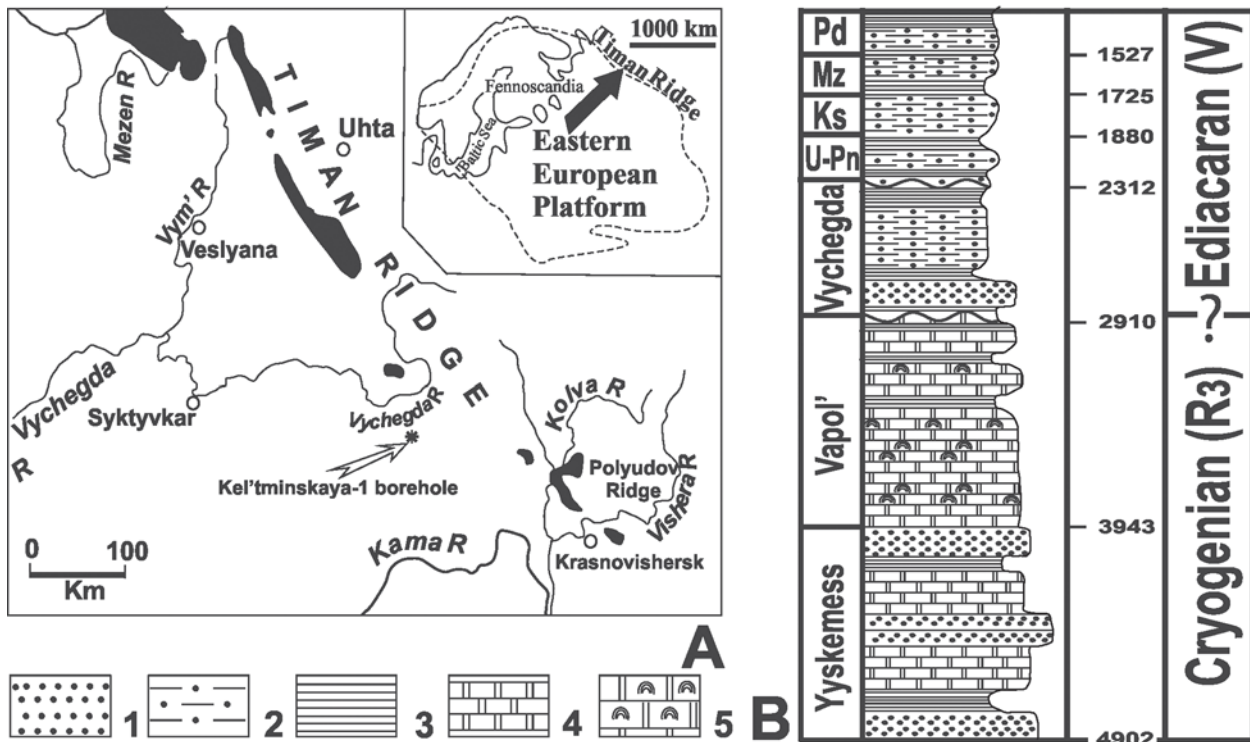 Mezen R
TIMAN RIDGE
Uhta
Vym' R
Veslyana
Vychegda
R
Syktyvkar
Vychegda R
Kel'tminskaya-1 borehole
Kolva R
Polyudov
Ridge
Vishera R
Krasnovishersk
Kama R
0 100
Km
1000 km
Timan Ridge
Fennoscandia
Baltic Sea
Eastern
European
Platform
A
1
2
3
4
5
B
Pd
Mz
Ks
U-Pn
Vychegda
Vapol'
Yyskemess
1527
1725
1880
2312
2910
3943
4902
Ediacaran (V)
?
Cryogenian (R3)